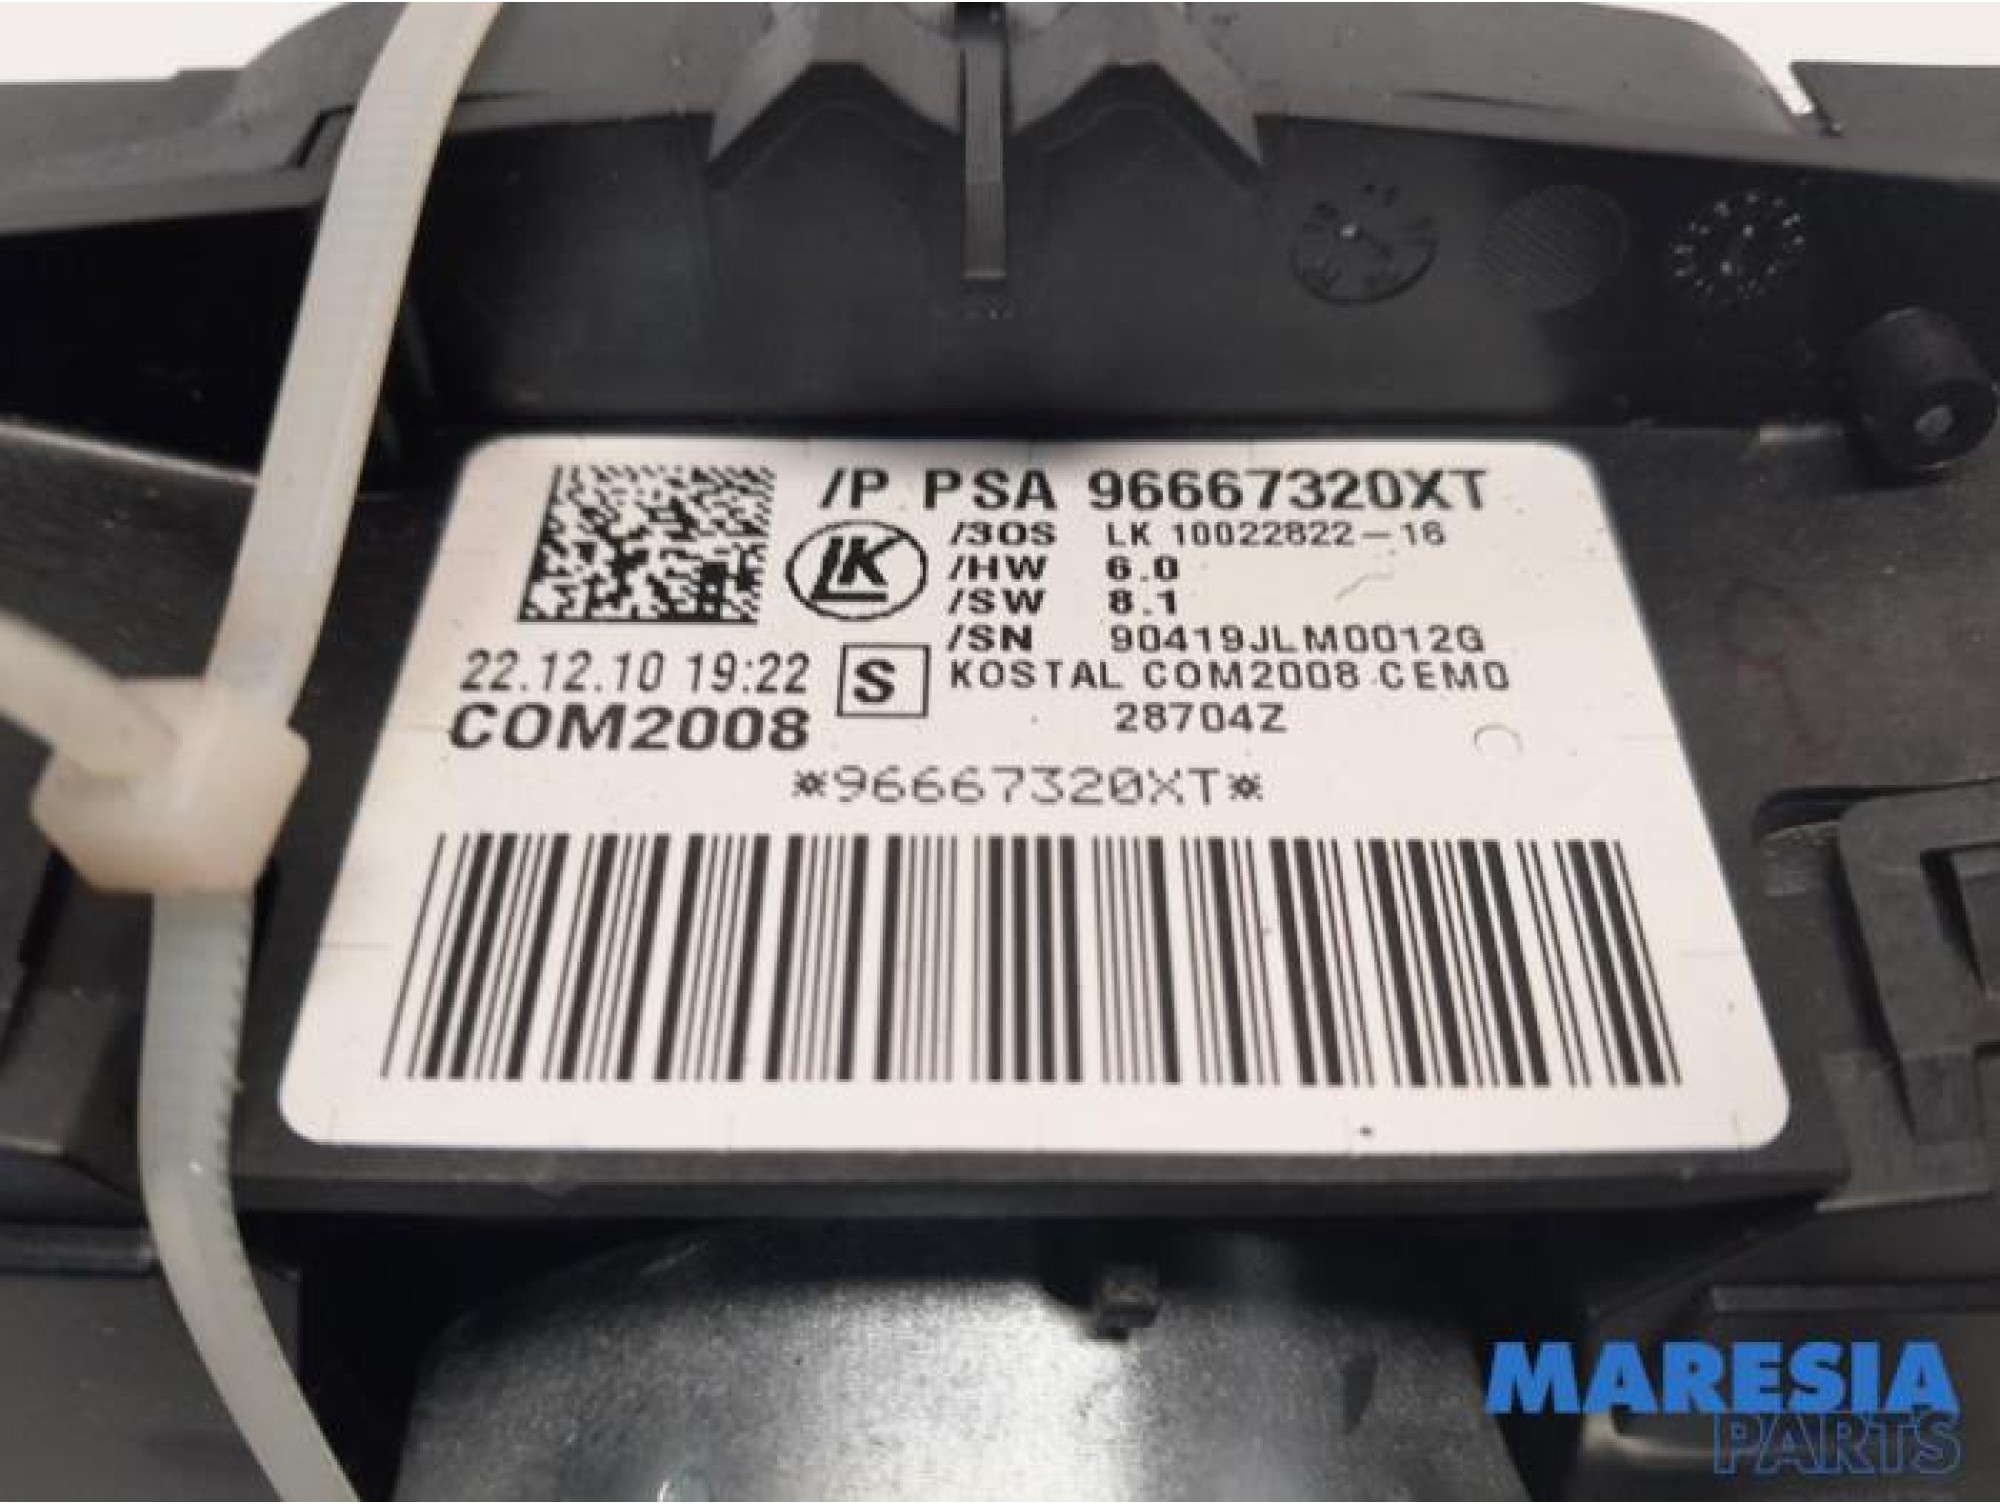 /P PSA 96667320XT
/3OS LK 10022822-16
LK
/HW 6.0
/SW 8.1
/SN 90419JLM0012G
22.12.10 19:22 S KOSTAL COM2008 CEM0
COM2008 28704Z
*96667320XT*
MARESIA
PARTS